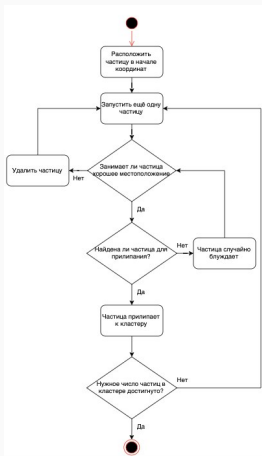 Расположить
частицу в начале
координат
Запустить ещё одну
частицу
Занимает ли частица
хорошее местоположение
Удалить частицу
Нет
Да
Найдена ли частица для
прилипания?
Нет
Частица случайно
блуждает
Да
Частица прилипает
к кластеру
Нужное число частиц в
кластере достигнуто?
Нет
Да